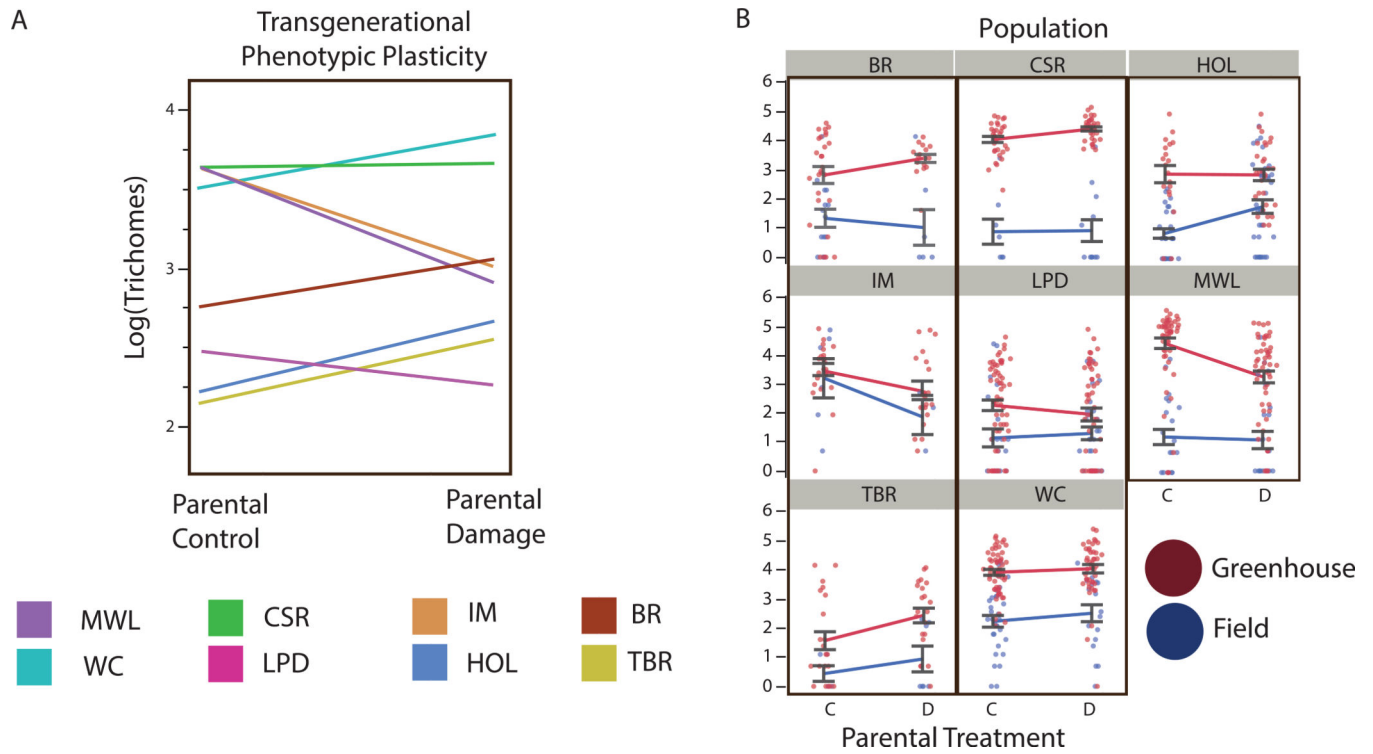 A
Transgenerational
Phenotypic Plasticity
Log(Trichomes)
4
3
2
Parental
Control
Parental
Damage
MWL
CSR
IM
BR
WC
LPD
HOL
TBR
B
Population
BR
CSR
HOL
6
5
4
3
2
1
0
IM
LPD
MWL
6
5
4
3
2
1
0
C
D
TBR
WC
6
5
4
3
2
1
0
C
D
C
D
Parental Treatment
Greenhouse
Field